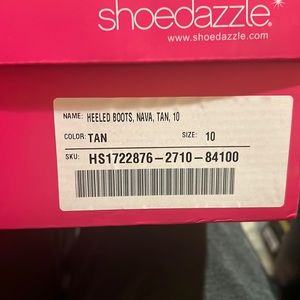 shoedazzle
www.shoedazzle.com
NAME: HEELED BOOTS, NAVA, TAN, 10
COLOR: TAN SIZE: 10
SKU: HS1722876-2710-84100